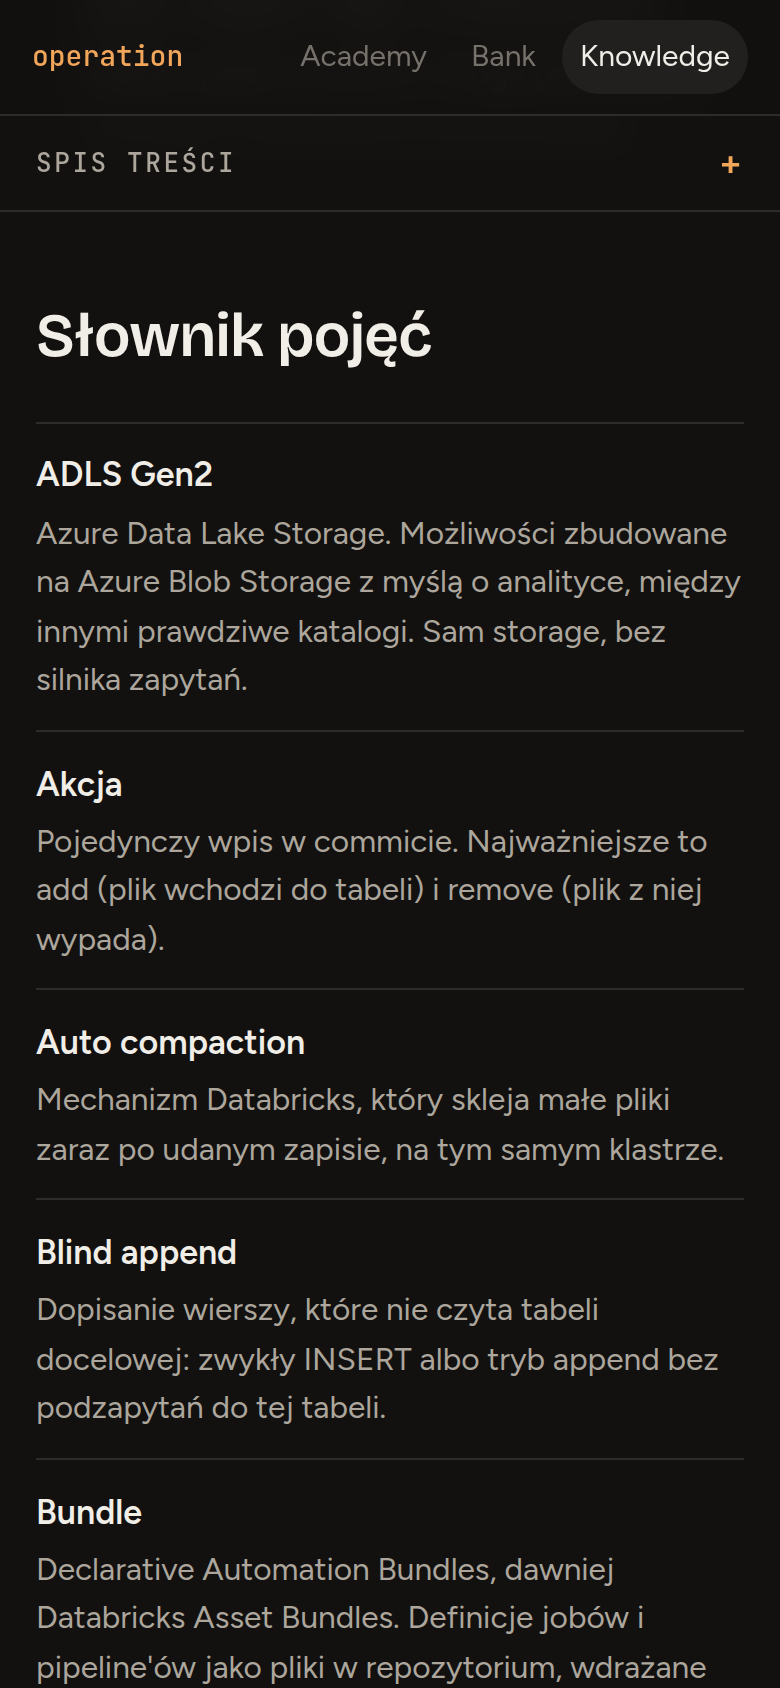 operation
Academy
Bank
Knowledge
SPIS TREŚCI
+
Słownik pojęć
ADLS Gen2
Azure Data Lake Storage. Możliwości zbudowane
na Azure Blob Storage z myślą o analityce, między
innymi prawdziwe katalogi. Sam storage, bez
silnika zapytań.
Akcja
Pojedynczy wpis w commicie. Najważniejsze to
add (plik wchodzi do tabeli) i remove (plik z niej
wypada).
Auto compaction
Mechanizm Databricks, który skleja małe pliki
zaraz po udanym zapisie, na tym samym klastrze.
Blind append
Dopisanie wierszy, które nie czyta tabeli
docelowej: zwykły INSERT albo tryb append bez
podzapytań do tej tabeli.
Bundle
Declarative Automation Bundles, dawniej
Databricks Asset Bundles. Definicje jobów i
pipeline'ów jako pliki w repozytorium, wdrażane